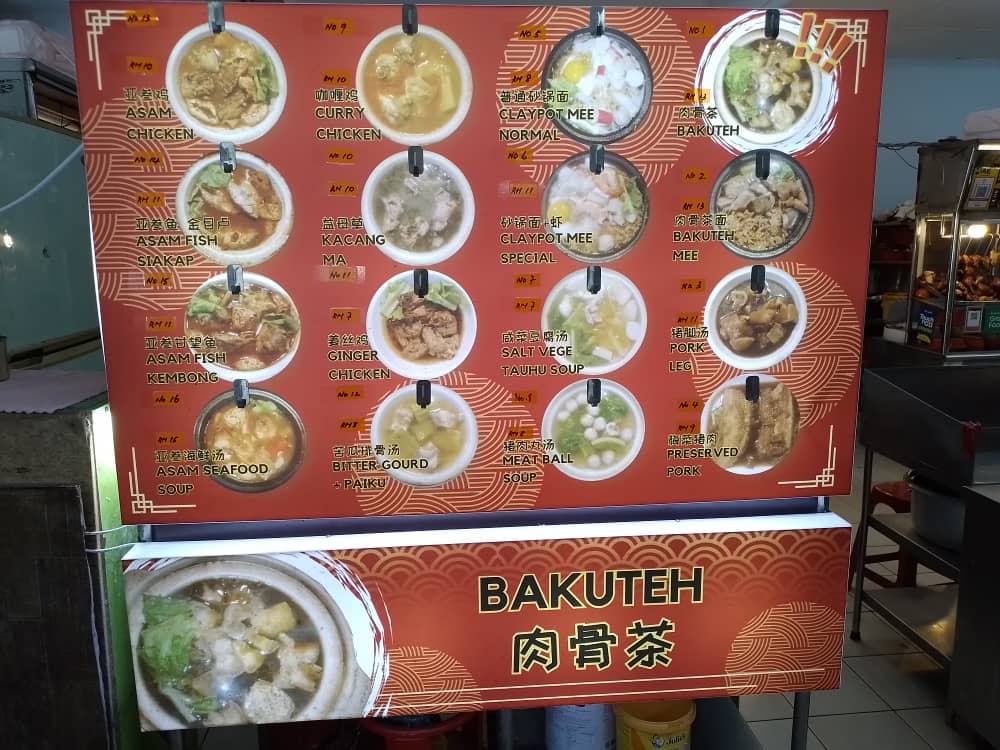 No 13
RM 10
亚叁鸡
ASAM
CHICKEN
No 9
RM 10
咖喱鸡
CURRY
CHICKEN
No 5
RM 8
普通砂锅面
CLAYPOT MEE
NORMAL
No 1
肉骨茶
BAKUTEH
No 14
RM 11
亚叁鱼 金目卢
ASAM FISH
SIAKAP
No 10
RM 10
益母草
KACANG
MA
No 6
RM 11
砂锅面+虾
CLAYPOT MEE
SPECIAL
No 2
RM 13
肉骨茶面
BAKUTEH
MEE
No 15
RM 11
亚叁甘望鱼
ASAM FISH
KEMBONG
No 11
RM 7
姜丝鸡
GINGER
CHICKEN
No 7
RM 7
咸菜豆腐汤
SALT VEGE
TAUHU SOUP
No 3
RM 11
猪脚汤
PORK
LEG
No 16
RM 15
亚叁海鲜汤
ASAM SEAFOOD
SOUP
No 12
RM 8
苦瓜排骨汤
BITTER GOURD
+ PAIKU
No 8
RM 8
猪肉丸汤
MEAT BALL
SOUP
No 4
RM 9
梅菜猪肉
PRESERVED
PORK
BAKUTEH
肉骨茶